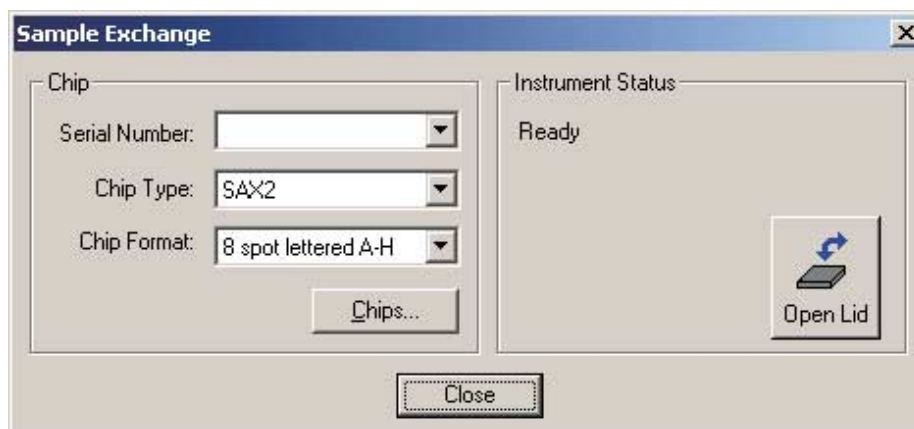 Sample Exchange
Chip
Serial Number:
Chip Type: SAX2
Chip Format: 8 spot lettered A-H
Chips...
Instrument Status
Ready
Open Lid
Close